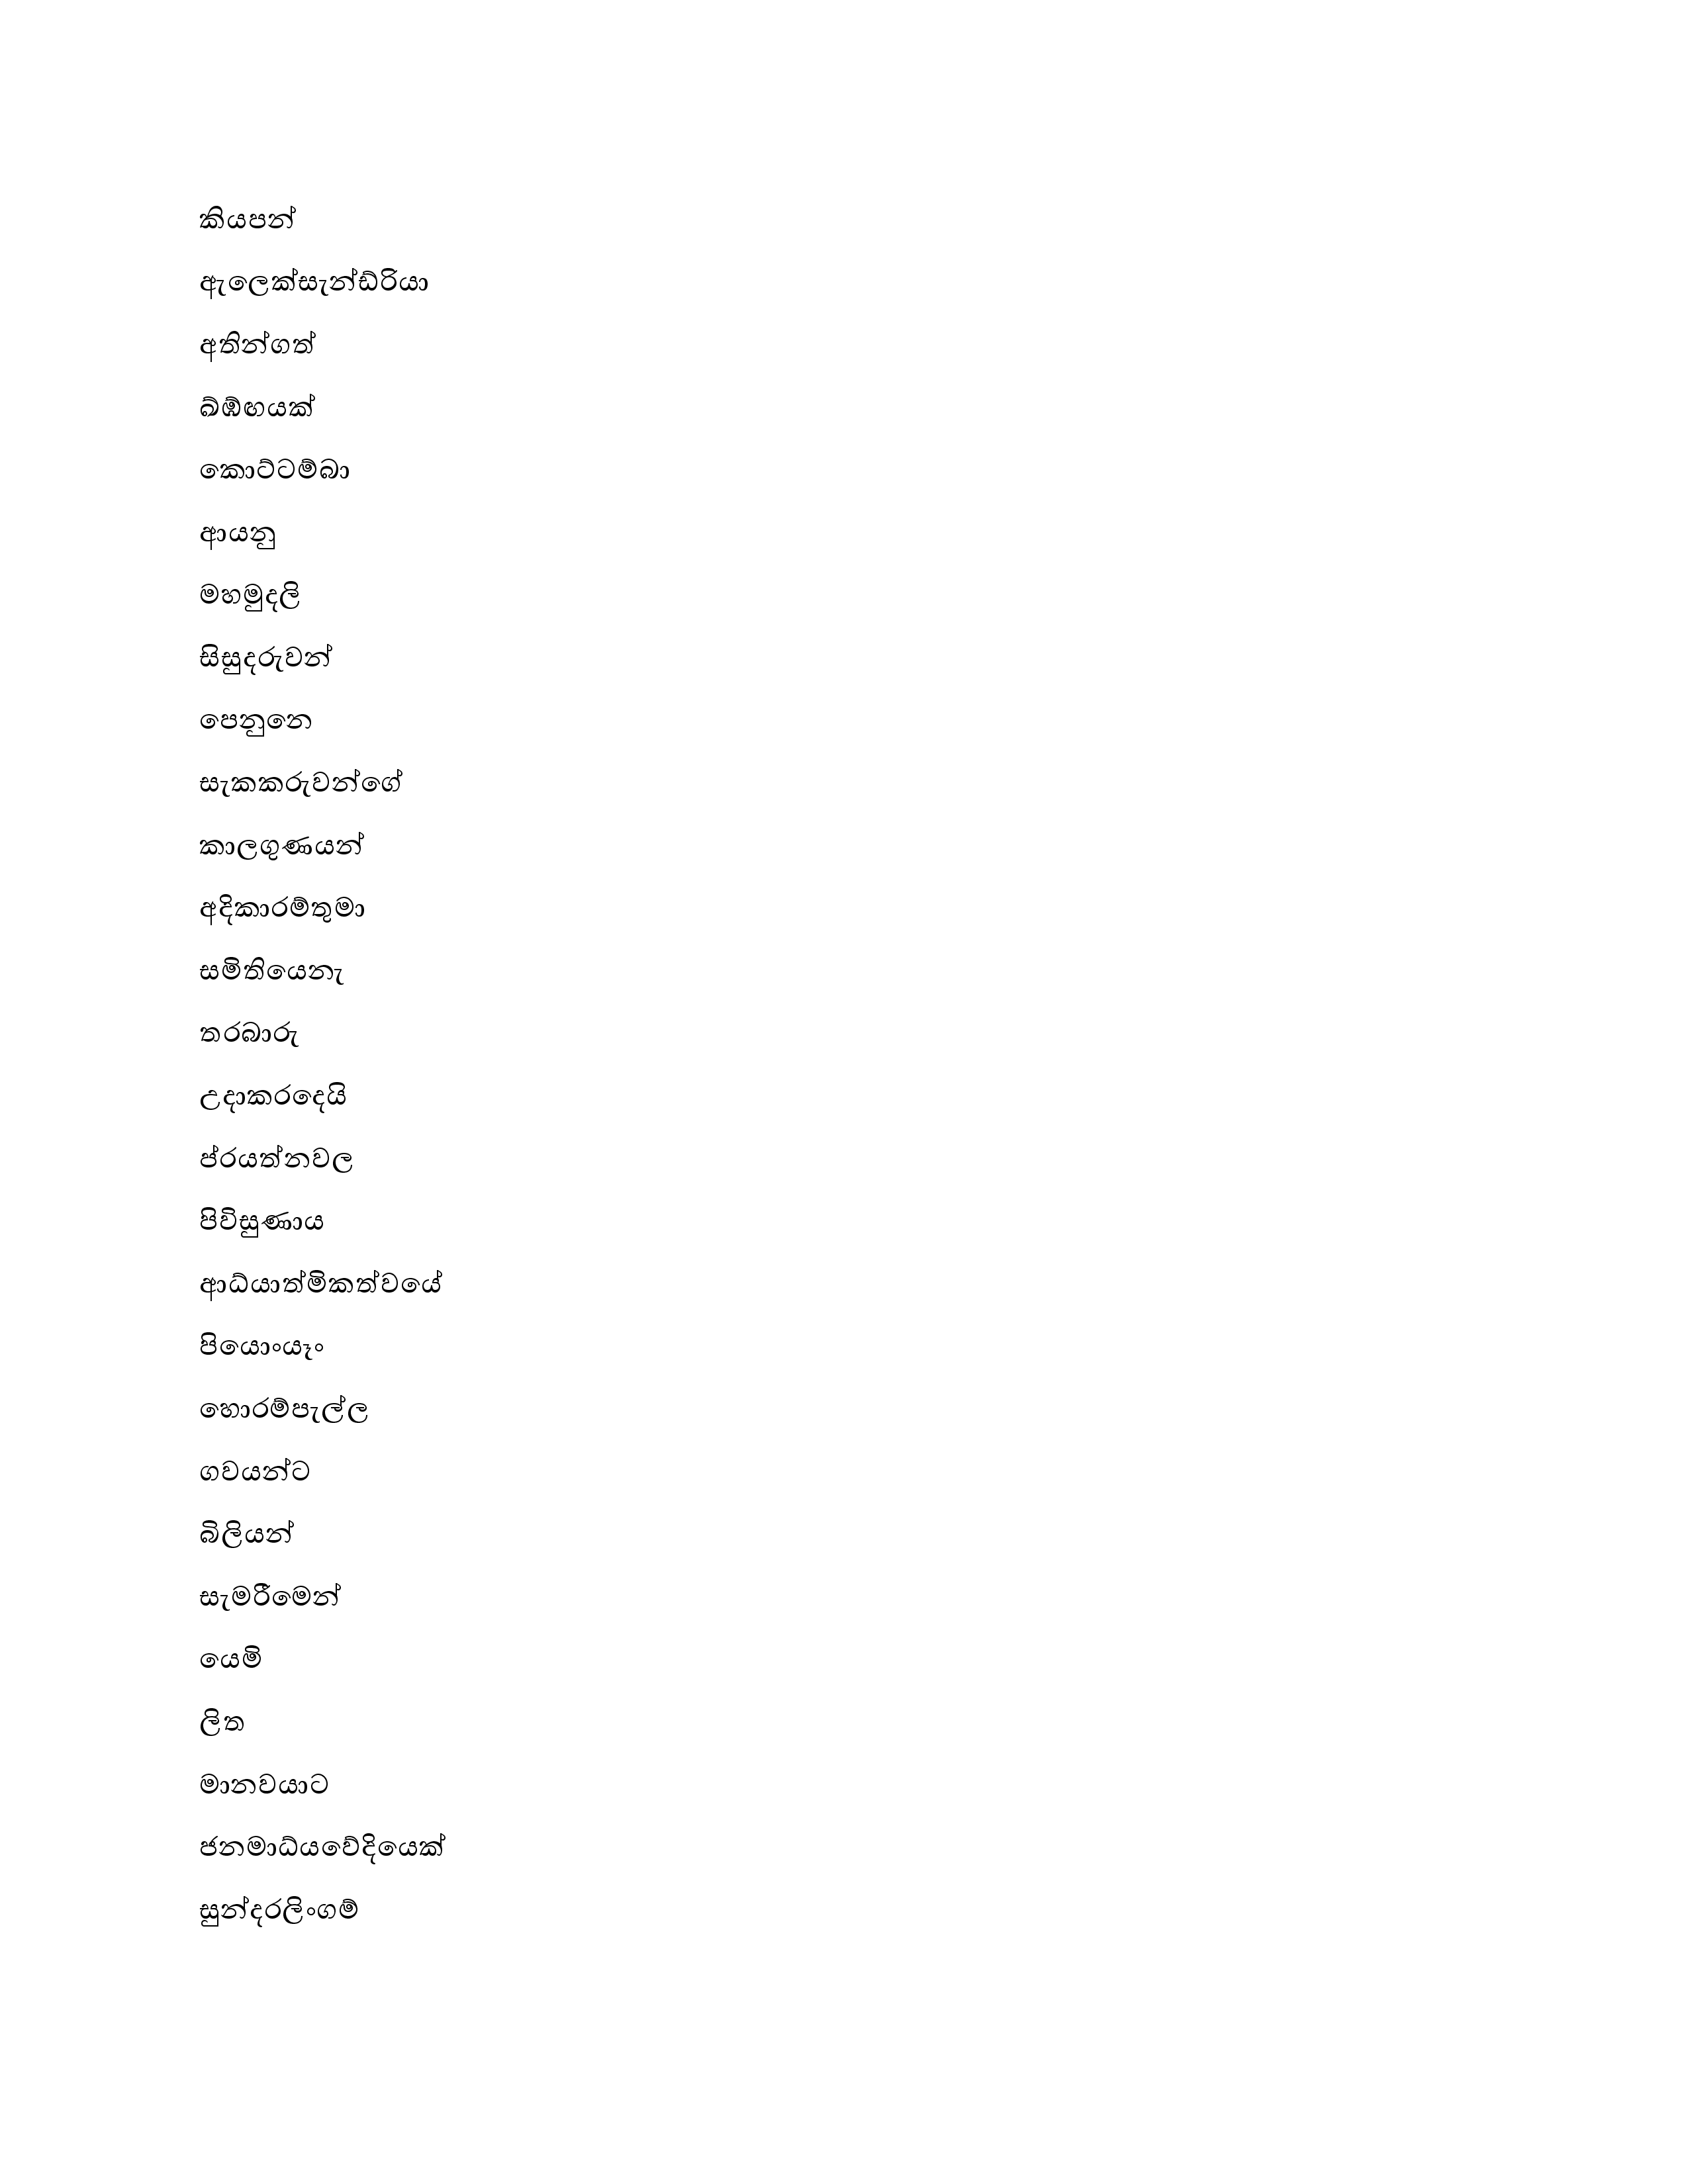 කියපන්
ඇලෙක්සැන්ඩ්රියා
අතින්ගත්
ඛ්ඹ්ඟයක්
කොට්ටම්බා
ආයනු
මහමුදලි
සිසුදරුවන්
පෙනුනෙ
සැකකරුවන්ගේ
කාලගුණයන්
අදිකාරම්තුමා
සමිතියෙනැ
තරබාරු
උදාකරදෙයි
ප්රයත්නවල
පිවිසුණාය
ආධ්යාත්මිකත්වයේ
පියොංයෑං
හොරම්පැල්ල
ගවයන්ට
බිලියන්
සැමරීමෙන්
යෙමි
ලිත
මානවයාට
ජනමාධ්යවේදියෙක්
සුන්දරලිංගම්